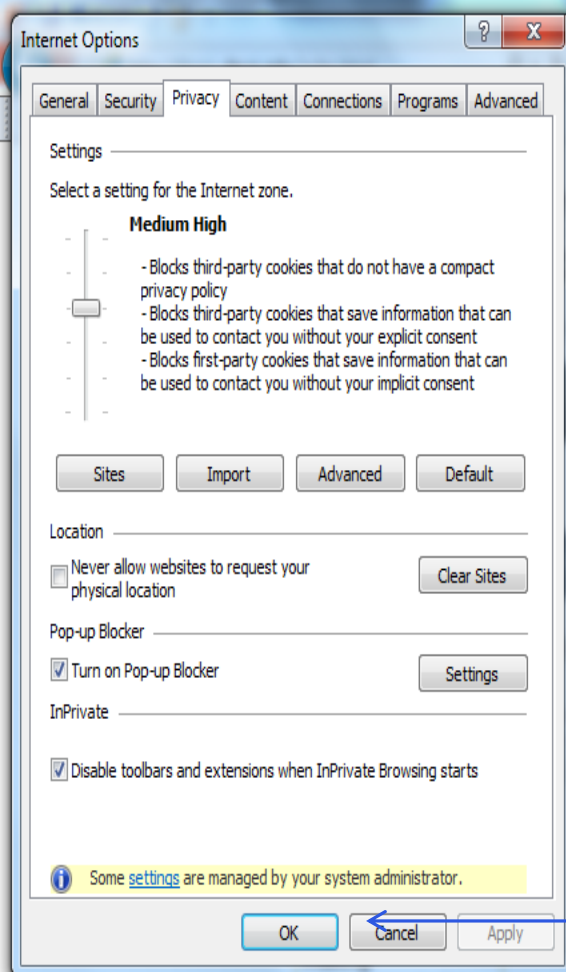 Internet Options
? X
General Security Privacy Content Connections Programs Advanced
Settings
Select a setting for the Internet zone.
Medium High
- Blocks third-party cookies that do not have a compact
privacy policy
- Blocks third-party cookies that save information that can
be used to contact you without your explicit consent
- Blocks first-party cookies that save information that can
be used to contact you without your implicit consent
Sites Import Advanced Default
Location
Never allow websites to request your
physical location
Clear Sites
Pop-up Blocker
Turn on Pop-up Blocker
Settings
InPrivate
Disable toolbars and extensions when InPrivate Browsing starts
Some settings are managed by your system administrator.
OK Cancel Apply